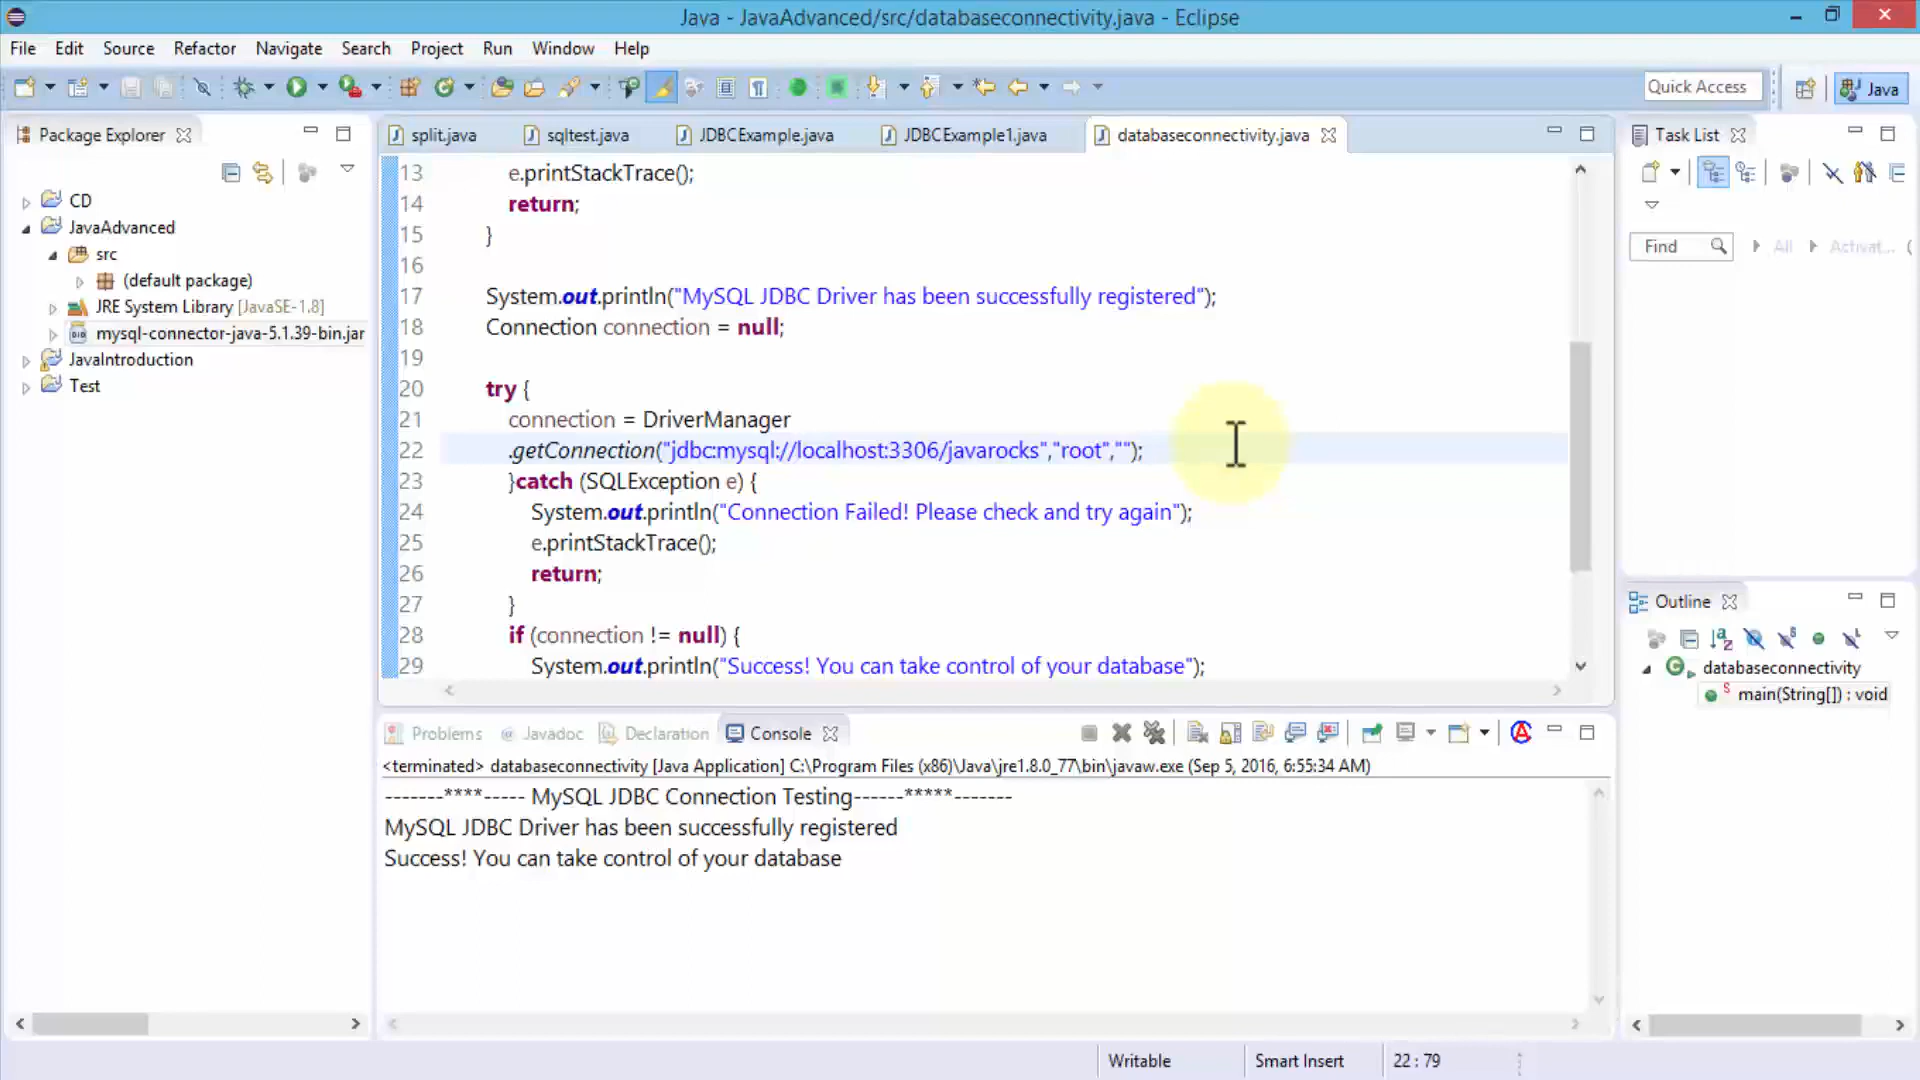 Java - JavaAdvanced/src/databaseconnectivity.java - Eclipse
File Edit Source Refactor Navigate Search Project Run Window Help
Quick Access
Java
Package Explorer
CD
JavaAdvanced
src
(default package)
JRE System Library [JavaSE-1.8]
mysql-connector-java-5.1.39-bin.jar
JavaIntroduction
Test
split.java sqltest.java JDBCExample.java JDBCExample1.java databaseconnectivity.java
13 e.printStackTrace();
14 return;
15 }
16
17 System.out.println("MySQL JDBC Driver has been successfully registered");
18 Connection connection = null;
19
20 try {
21 connection = DriverManager
22 .getConnection("jdbc:mysql://localhost:3306/javarocks","root","");
23 }catch (SQLException e) {
24 System.out.println("Connection Failed! Please check and try again");
25 e.printStackTrace();
26 return;
27 }
28 if (connection != null) {
29 System.out.println("Success! You can take control of your database");
Task List
Find All Activat...
Outline
databaseconnectivity
main(String[]) : void
Problems Javadoc Declaration Console
<terminated> databaseconnectivity [Java Application] C:\Program Files (x86)\Java\jre1.8.0_77\bin\javaw.exe (Sep 5, 2016, 6:55:34 AM)
-------****----- MySQL JDBC Connection Testing------*****-------
MySQL JDBC Driver has been successfully registered
Success! You can take control of your database
Writable Smart Insert 22 : 79